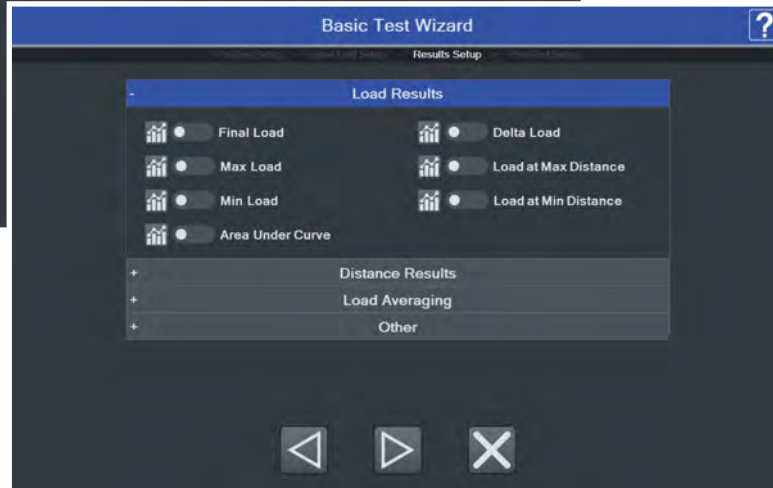 Basic Test Wizard
?
Results Setup
- Load Results
Final Load Delta Load
Max Load Load at Max Distance
Min Load Load at Min Distance
Area Under Curve
+ Distance Results
+ Load Averaging
+ Other